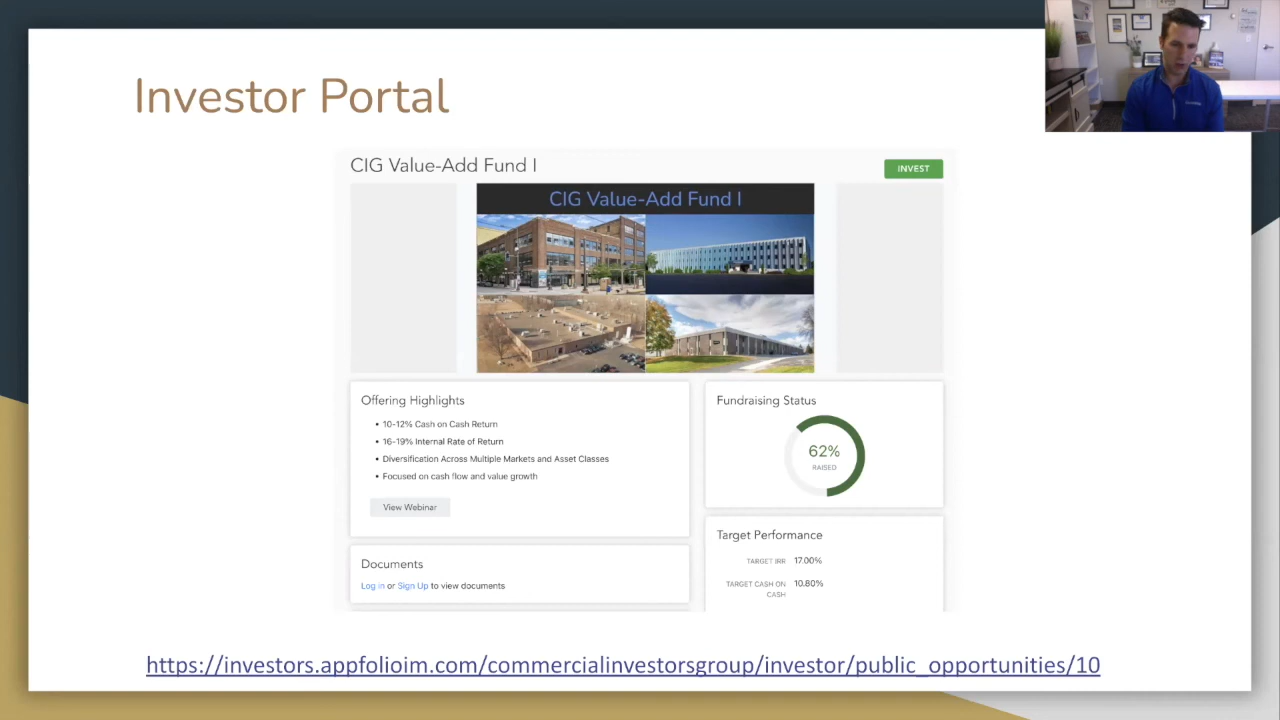 Investor Portal
CIG Value-Add Fund I
INVEST
CIG Value-Add Fund I
Offering Highlights
• 10-12% Cash on Cash Return
• 16-19% Internal Rate of Return
• Diversification Across Multiple Markets and Asset Classes
• Focused on cash flow and value growth
View Webinar
Fundraising Status
62%
RAISED
Documents
Log in or Sign Up to view documents
Target Performance
TARGET IRR 17.00%
TARGET CASH ON 10.80%
CASH
https://investors.appfolioim.com/commercialinvestorsgroup/investor/public_opportunities/10